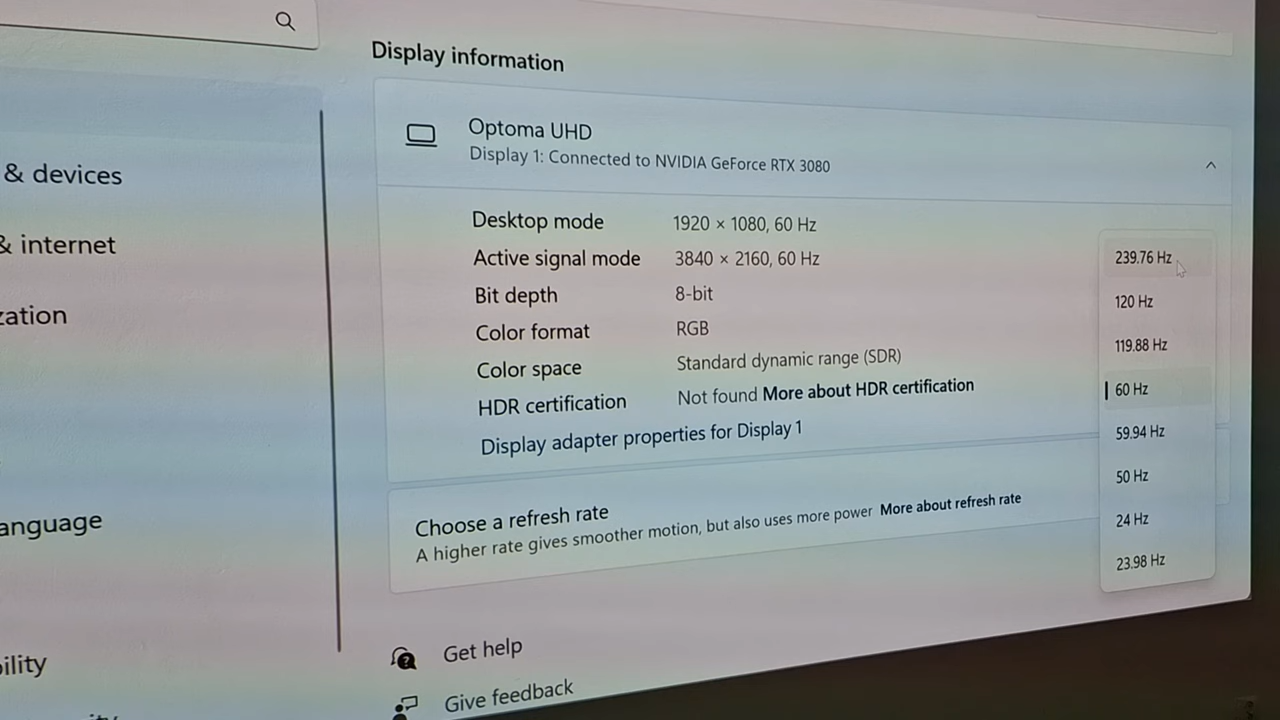 Display information
Optoma UHD
Display 1: Connected to NVIDIA GeForce RTX 3080
& devices
Desktop mode 1920 × 1080, 60 Hz
& internet
Active signal mode 3840 × 2160, 60 Hz
239.76 Hz
Bit depth 8-bit
120 Hz
zation
Color format RGB
119.88 Hz
Color space Standard dynamic range (SDR)
HDR certification Not found More about HDR certification
60 Hz
Display adapter properties for Display 1
59.94 Hz
50 Hz
anguage
Choose a refresh rate
A higher rate gives smoother motion, but also uses more power More about refresh rate
24 Hz
23.98 Hz
Get help
ility
Give feedback